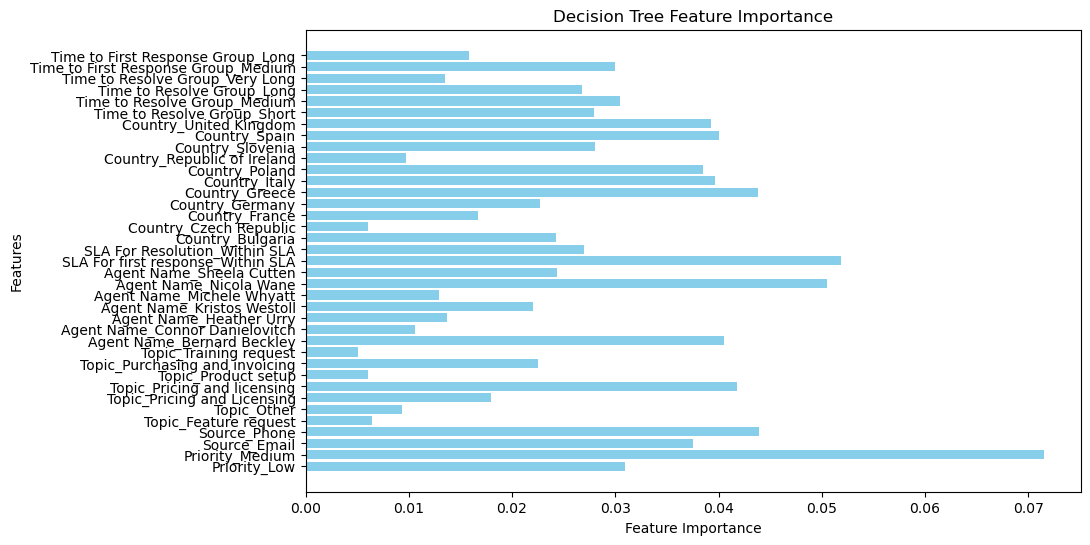 Decision Tree Feature Importance
Time to First Response Group_Long
Time to First Response Group_Medium
Time to Resolve Group_Very Long
Time to Resolve Group_Long
Time to Resolve Group_Medium
Time to Resolve Group_Short
Country_United Kingdom
Country_Spain
Country_Slovenia
Country_Republic of Ireland
Country_Poland
Country_Italy
Country_Greece
Country_Germany
Country_France
Country_Czech Republic
Country_Bulgaria
SLA For Resolution_Within SLA
SLA For first response_Within SLA
Agent Name_Sheela Cutten
Agent Name_Nicola Wane
Agent Name_Michele Whyatt
Agent Name_Kristos Westoll
Agent Name_Heather Urry
Agent Name_Connor Danielovitch
Agent Name_Bernard Beckley
Topic_Training request
Topic_Purchasing and invoicing
Topic_Product setup
Topic_Pricing and licensing
Topic_Pricing and Licensing
Topic_Other
Topic_Feature request
Source_Phone
Source_Email
Priority_Medium
Priority_Low
Features
0.00 0.01 0.02 0.03 0.04 0.05 0.06 0.07
Feature Importance